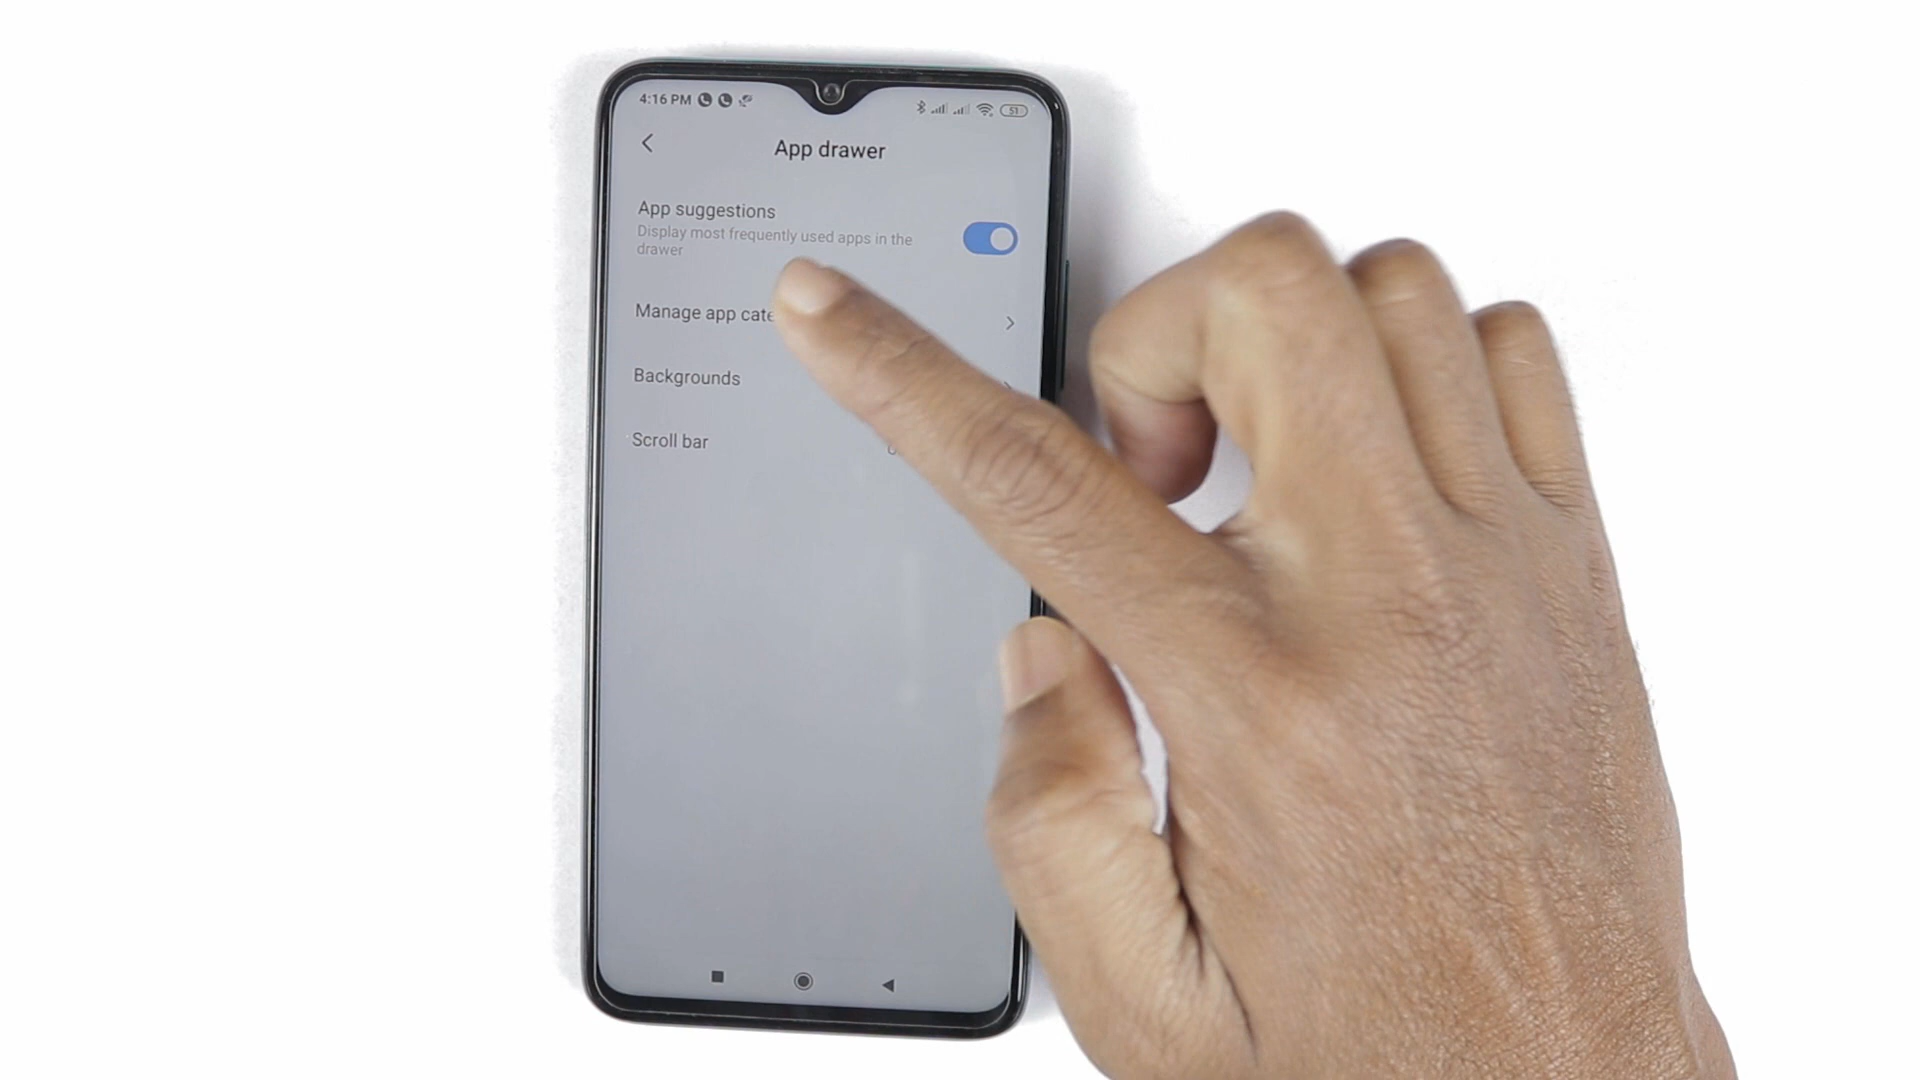 4:16 PM
51
App drawer
App suggestions
Display most frequently used apps in the
drawer
Manage app
Backgrounds
Scroll bar